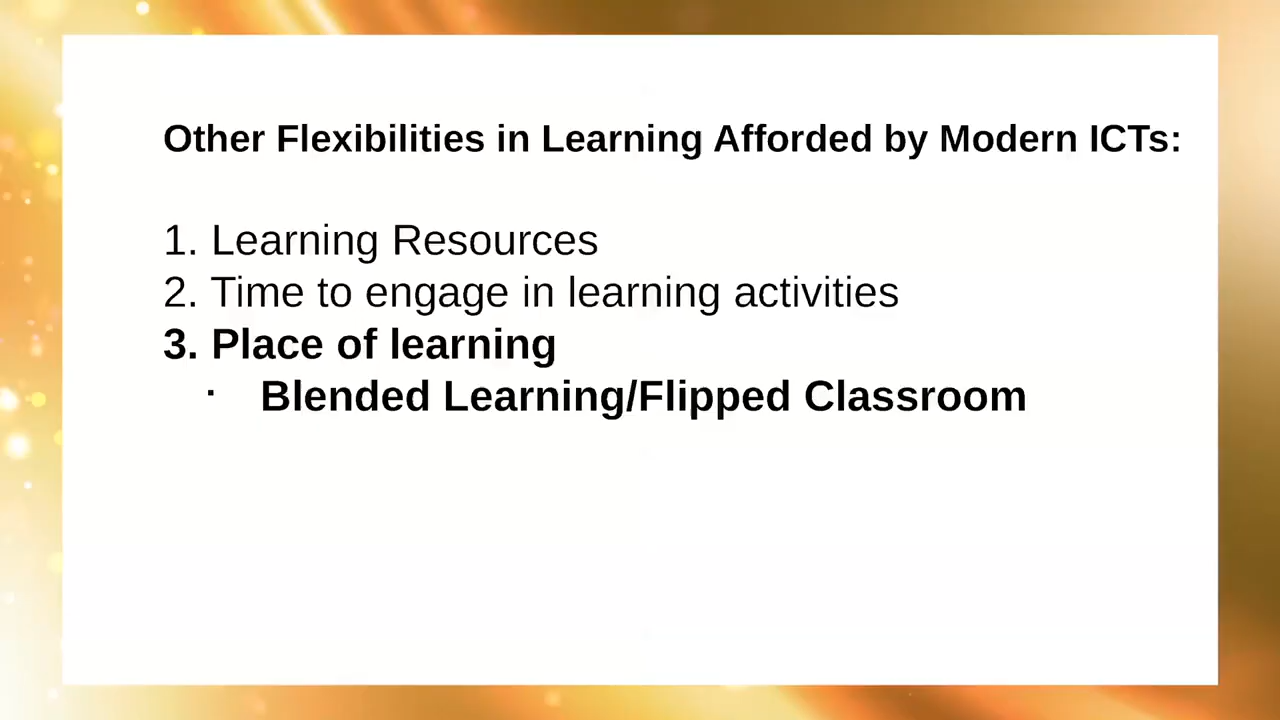 Other Flexibilities in Learning Afforded by Modern ICTs:
1. Learning Resources
2. Time to engage in learning activities
3. Place of learning
· Blended Learning/Flipped Classroom